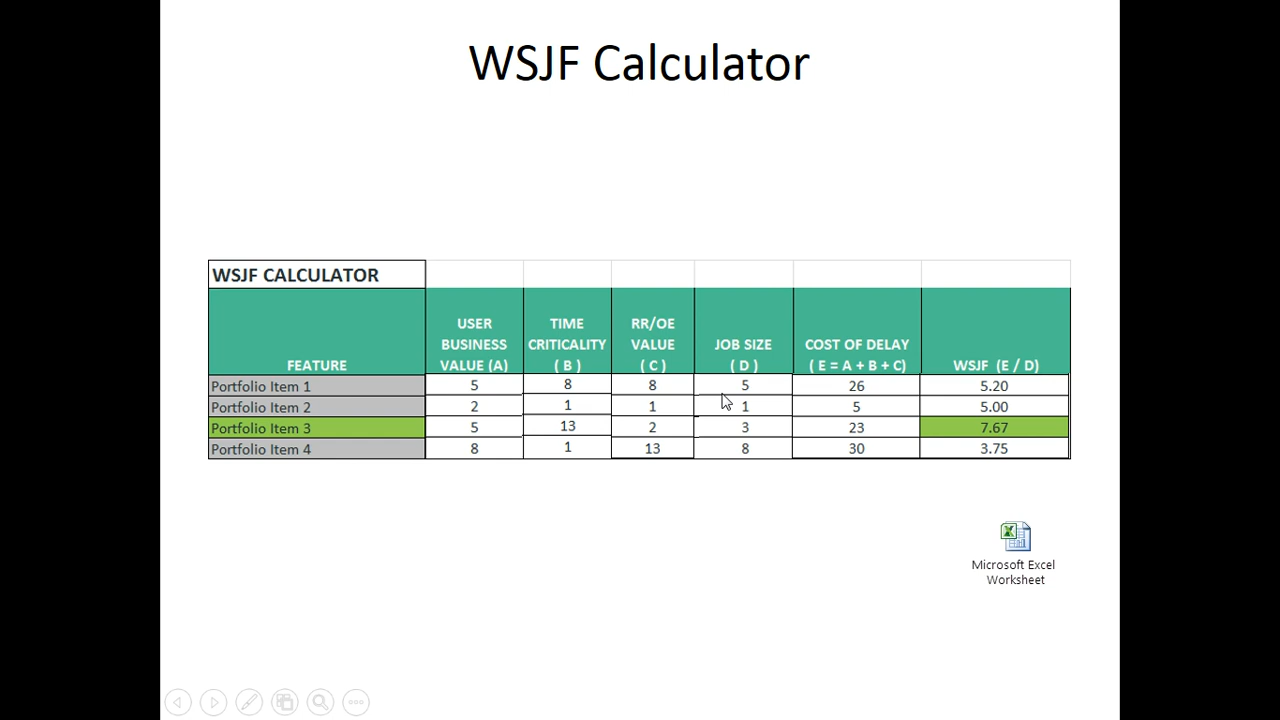 WSJF Calculator
WSJF CALCULATOR
FEATURE USER BUSINESS VALUE (A) TIME CRITICALITY ( B ) RR/OE VALUE ( C ) JOB SIZE ( D ) COST OF DELAY ( E = A + B + C) WSJF (E / D)
Portfolio Item 1 5 8 8 5 26 5.20
Portfolio Item 2 2 1 1 1 5 5.00
Portfolio Item 3 5 13 2 3 23 7.67
Portfolio Item 4 8 1 13 8 30 3.75
Microsoft Excel
Worksheet